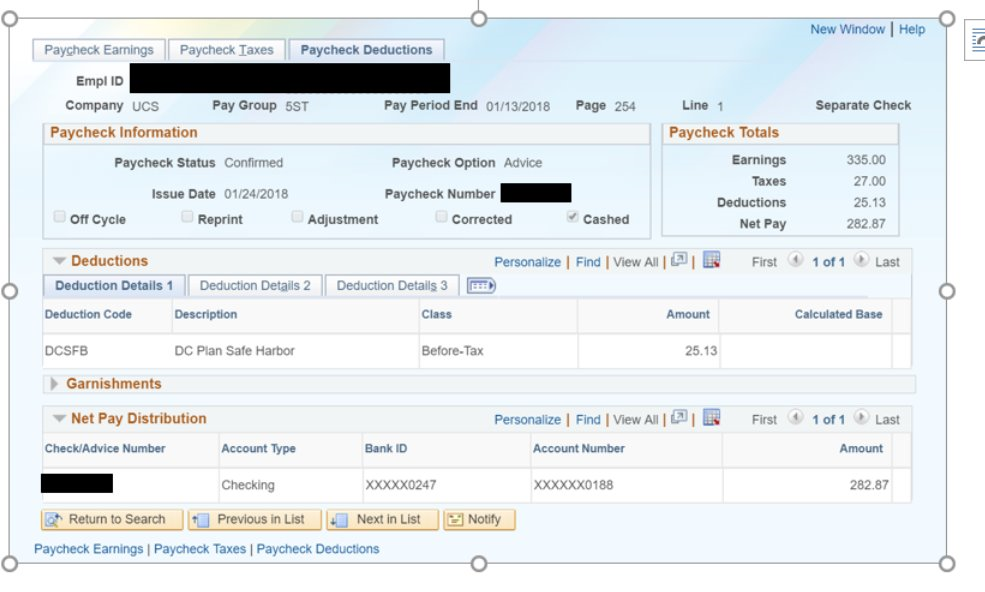 New Window | Help
Paycheck Earnings Paycheck Taxes Paycheck Deductions
Empl ID
Company UCS Pay Group 5ST Pay Period End 01/13/2018 Page 254 Line 1 Separate Check
Paycheck Information
Paycheck Status Confirmed Paycheck Option Advice
Issue Date 01/24/2018 Paycheck Number
Off Cycle Reprint Adjustment Corrected Cashed
Paycheck Totals
Earnings 335.00
Taxes 27.00
Deductions 25.13
Net Pay 282.87
Deductions Personalize | Find | View All | | First 1 of 1 Last
Deduction Details 1 Deduction Details 2 Deduction Details 3
Deduction Code Description Class Amount Calculated Base
DCSFB DC Plan Safe Harbor Before-Tax 25.13
Garnishments
Net Pay Distribution Personalize | Find | View All | | First 1 of 1 Last
Check/Advice Number Account Type Bank ID Account Number Amount
Checking XXXXX0247 XXXXXX0188 282.87
Return to Search Previous in List Next in List Notify
Paycheck Earnings | Paycheck Taxes | Paycheck Deductions